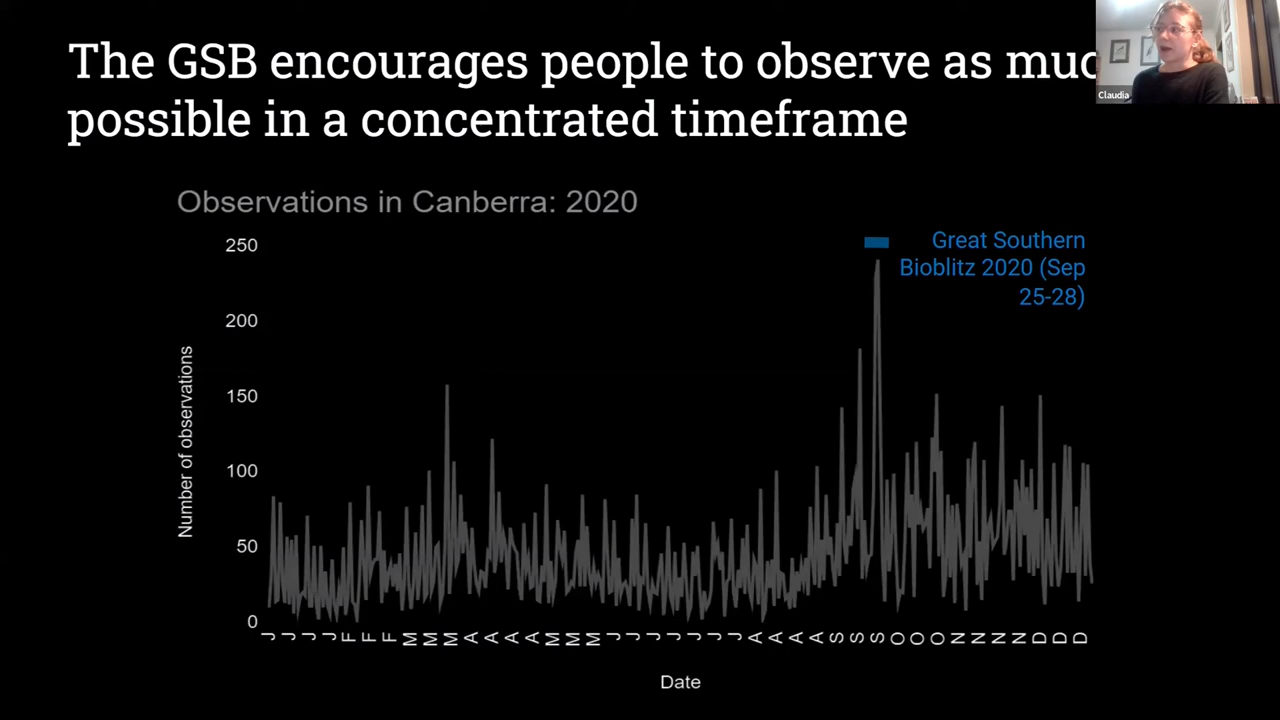 The GSB encourages people to observe as muc
possible in a concentrated timeframe
Claudia
Observations in Canberra: 2020
Great Southern
Bioblitz 2020 (Sep
25-28)
250
200
150
100
50
0
Number of observations
J J J J F F F M M M A A A A M M M J J J J J J J A A A A S S S O O O N N N N D D D
Date